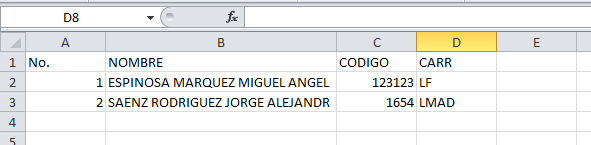 D8 fx
A B C D E
1 No. NOMBRE CODIGO CARR
2 1 ESPINOSA MARQUEZ MIGUEL ANGEL 123123 LF
3 2 SAENZ RODRIGUEZ JORGE ALEJANDR 1654 LMAD
4
5